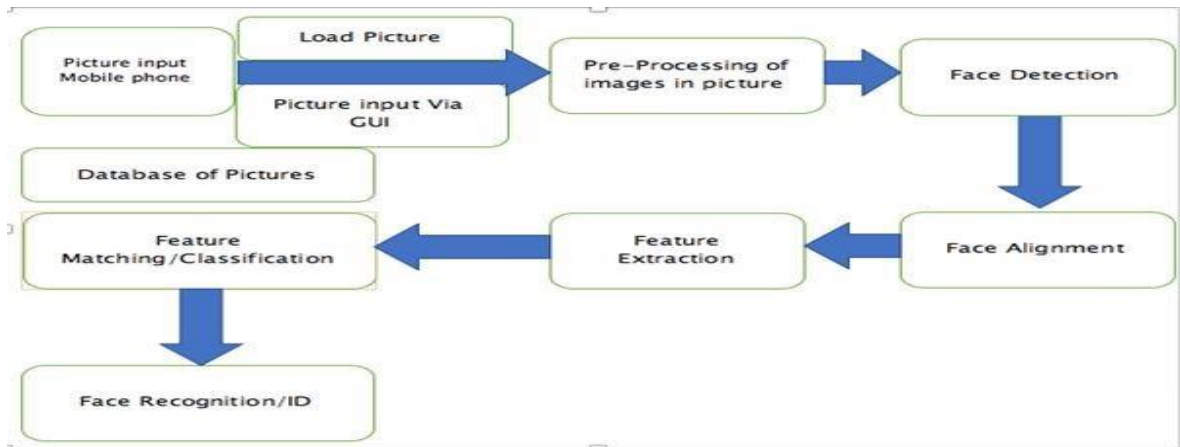 Picture input
Mobile phone
Load Picture
Picture input Via
GUI
Pre-Processing of
images in picture
Face Detection
Database of Pictures
Feature
Matching/Classification
Feature
Extraction
Face Alignment
Face Recognition/ID